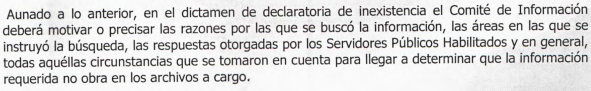 Aunado a lo anterior, en el dictamen de declaratoria de inexistencia el Comité de Información
deberá motivar o precisar las razones por las que se buscó la información, las áreas en las que se
instruyó la búsqueda, las respuestas otorgadas por los Servidores Públicos Habilitados y en general,
todas aquéllas circunstancias que se tomaron en cuenta para llegar a determinar que la información
requerida no obra en los archivos a cargo.